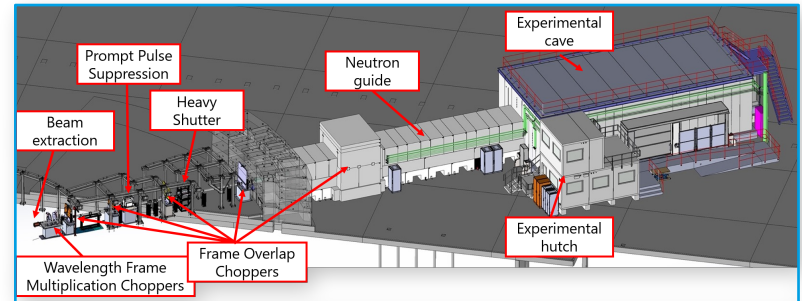 Experimental
cave
Prompt Pulse
Suppression
Neutron
guide
Heavy
Shutter
Beam
extraction
Experimental
hutch
Frame Overlap
Choppers
Wavelength Frame
Multiplication Choppers